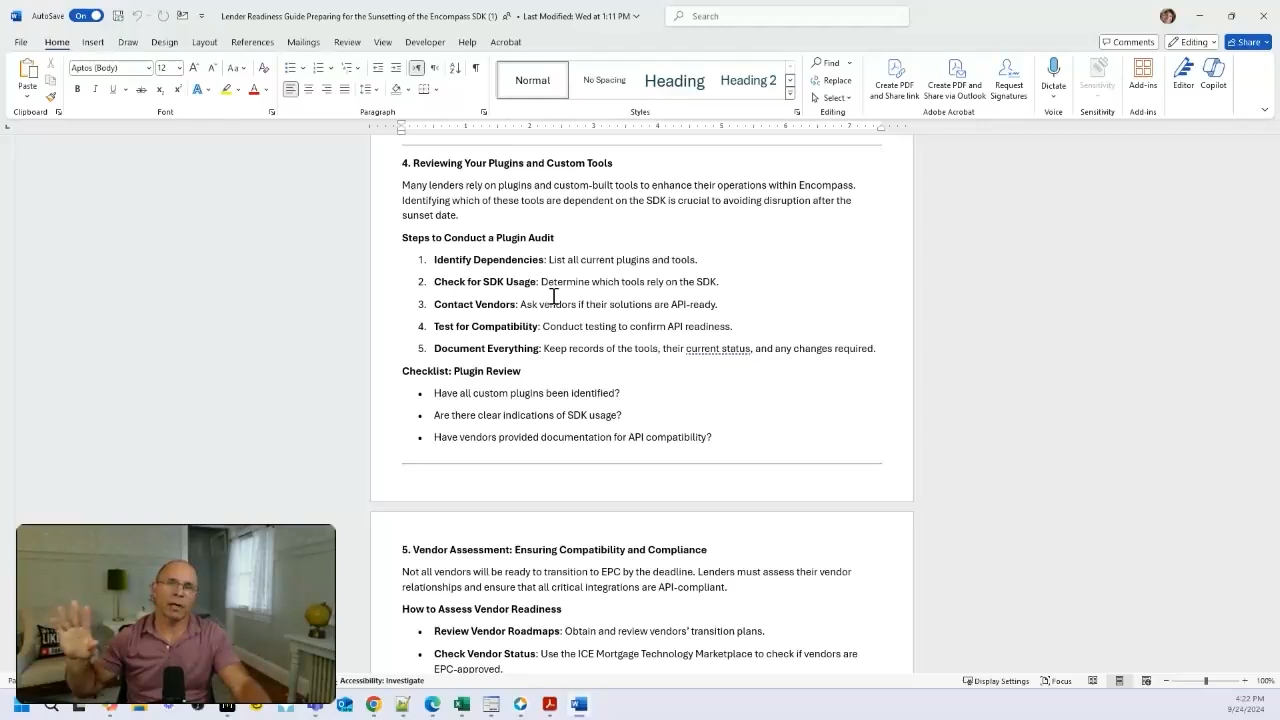 AutoSave On Lender Readiness Guide Preparing for the Sunsetting of the Encompass SDK (1) • Last Modified: Wed at 1:11 PM Search
File Home Insert Draw Design Layout References Mailings Review View Developer Help Acrobat Comments Editing Share
Paste Aptos (Body) 12 Normal No Spacing Heading Heading 2 Find Replace Select Create PDF and Share link Create PDF and Share via Outlook Request Signatures Dictate Sensitivity Add-ins Editor Copilot
Clipboard Font Paragraph Styles Editing Adobe Acrobat Voice Sensitivity Add-ins
1 2 3 4 5 6 7
4. Reviewing Your Plugins and Custom Tools
Many lenders rely on plugins and custom-built tools to enhance their operations within Encompass.
Identifying which of these tools are dependent on the SDK is crucial to avoiding disruption after the
sunset date.
Steps to Conduct a Plugin Audit
1. Identify Dependencies: List all current plugins and tools.
2. Check for SDK Usage: Determine which tools rely on the SDK.
3. Contact Vendors: Ask vendors if their solutions are API-ready.
4. Test for Compatibility: Conduct testing to confirm API readiness.
5. Document Everything: Keep records of the tools, their current status, and any changes required.
Checklist: Plugin Review
• Have all custom plugins been identified?
• Are there clear indications of SDK usage?
• Have vendors provided documentation for API compatibility?
5. Vendor Assessment: Ensuring Compatibility and Compliance
Not all vendors will be ready to transition to EPC by the deadline. Lenders must assess their vendor
relationships and ensure that all critical integrations are API-compliant.
How to Assess Vendor Readiness
• Review Vendor Roadmaps: Obtain and review vendors' transition plans.
• Check Vendor Status: Use the ICE Mortgage Technology Marketplace to check if vendors are
EPC-approved.
LIKE
Accessibility: Investigate Display Settings Focus 100%
4:22 PM
9/24/2024